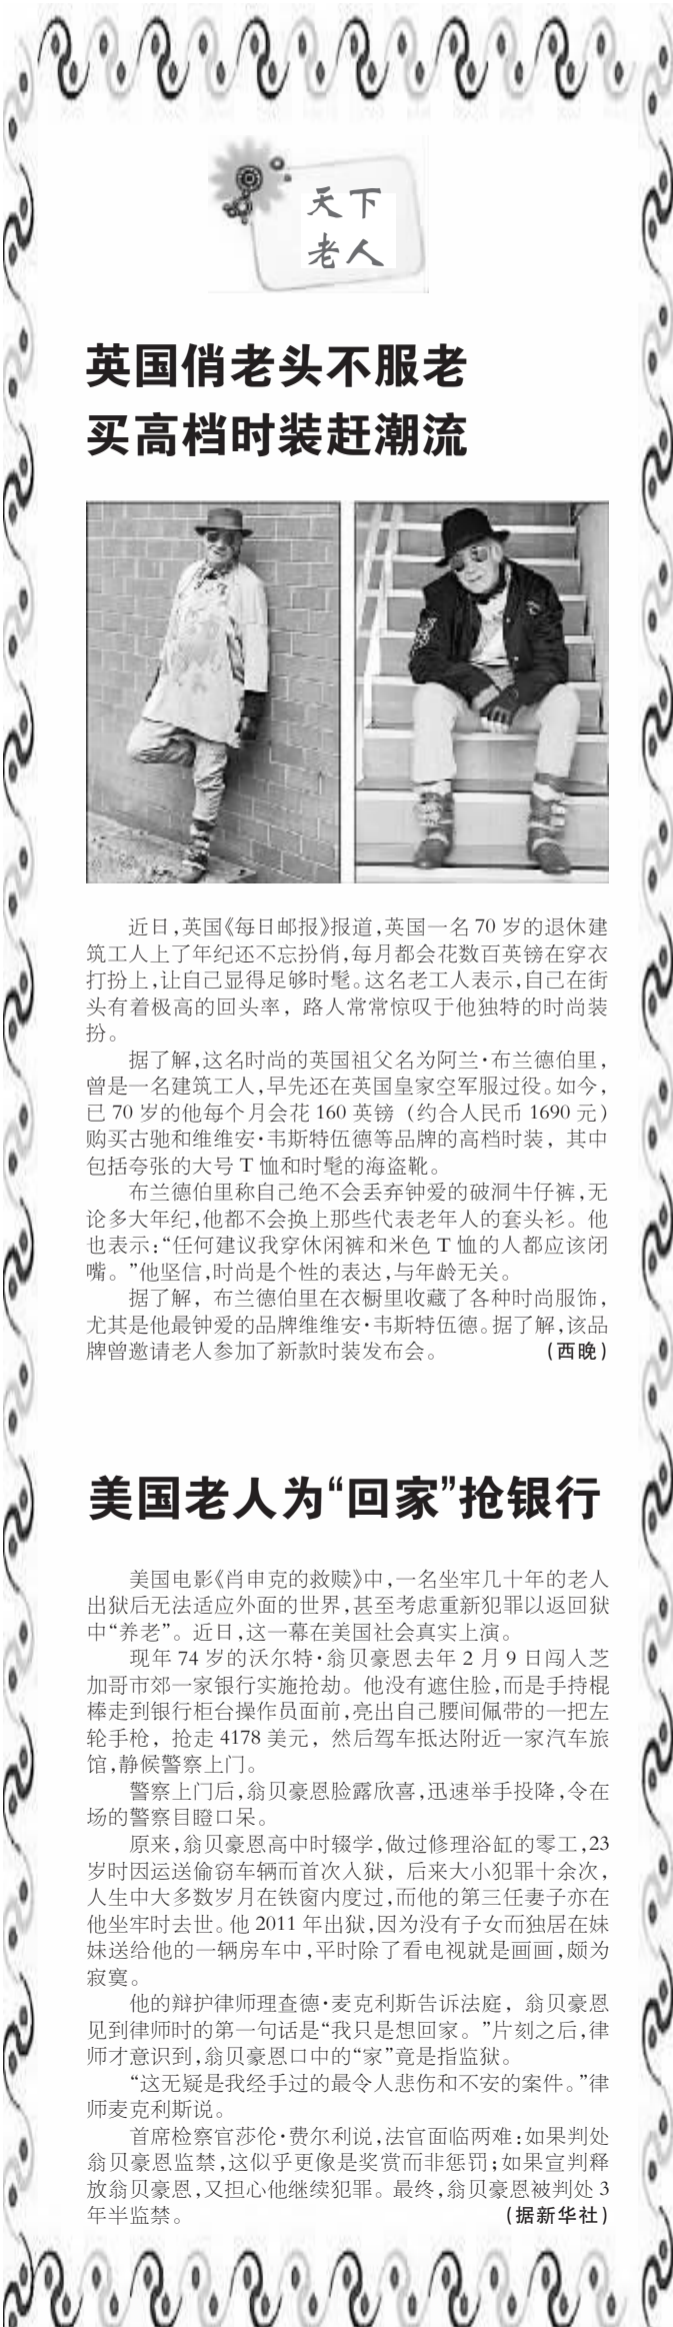 天下
老人
英国俏老头不服老
买高档时装赶潮流
近日,英国《每日邮报》报道,英国一名 70 岁的退休建
筑工人上了年纪还不忘扮俏,每月都会花数百英镑在穿衣
打扮上,让自己显得足够时髦。这名老工人表示,自己在街
头有着极高的回头率，路人常常惊叹于他独特的时尚装
扮。
据了解,这名时尚的英国祖父名为阿兰·布兰德伯里，
曾是一名建筑工人,早先还在英国皇家空军服过役。如今，
已 70 岁的他每个月会花 160 英镑（约合人民币 1690 元）
购买古驰和维维安·韦斯特伍德等品牌的高档时装，其中
包括夸张的大号 T 恤和时髦的海盗靴。
布兰德伯里称自己绝不会丢弃钟爱的破洞牛仔裤,无
论多大年纪,他都不会换上那些代表老年人的套头衫。他
也表示:“任何建议我穿休闲裤和米色 T 恤的人都应该闭
嘴。”他坚信,时尚是个性的表达,与年龄无关。
据了解，布兰德伯里在衣橱里收藏了各种时尚服饰，
尤其是他最钟爱的品牌维维安·韦斯特伍德。据了解,该品
牌曾邀请老人参加了新款时装发布会。 (西晚)
美国老人为“回家”抢银行
美国电影《肖申克的救赎》中,一名坐牢几十年的老人
出狱后无法适应外面的世界,甚至考虑重新犯罪以返回狱
中“养老”。近日,这一幕在美国社会真实上演。
现年 74 岁的沃尔特·翁贝豪恩去年 2 月 9 日闯入芝
加哥市郊一家银行实施抢劫。他没有遮住脸,而是手持棍
棒走到银行柜台操作员面前,亮出自己腰间佩带的一把左
轮手枪，抢走 4178 美元，然后驾车抵达附近一家汽车旅
馆,静候警察上门。
警察上门后,翁贝豪恩脸露欣喜,迅速举手投降,令在
场的警察目瞪口呆。
原来,翁贝豪恩高中时辍学,做过修理浴缸的零工,23
岁时因运送偷窃车辆而首次入狱，后来大小犯罪十余次，
人生中大多数岁月在铁窗内度过,而他的第三任妻子亦在
他坐牢时去世。他 2011 年出狱,因为没有子女而独居在妹
妹送给他的一辆房车中,平时除了看电视就是画画,颇为
寂寞。
他的辩护律师理查德·麦克利斯告诉法庭，翁贝豪恩
见到律师时的第一句话是“我只是想回家。”片刻之后,律
师才意识到,翁贝豪恩口中的“家”竟是指监狱。
“这无疑是我经手过的最令人悲伤和不安的案件。”律
师麦克利斯说。
首席检察官莎伦·费尔利说,法官面临两难:如果判处
翁贝豪恩监禁,这似乎更像是奖赏而非惩罚;如果宣判释
放翁贝豪恩,又担心他继续犯罪。最终,翁贝豪恩被判处 3
年半监禁。 (据新华社)